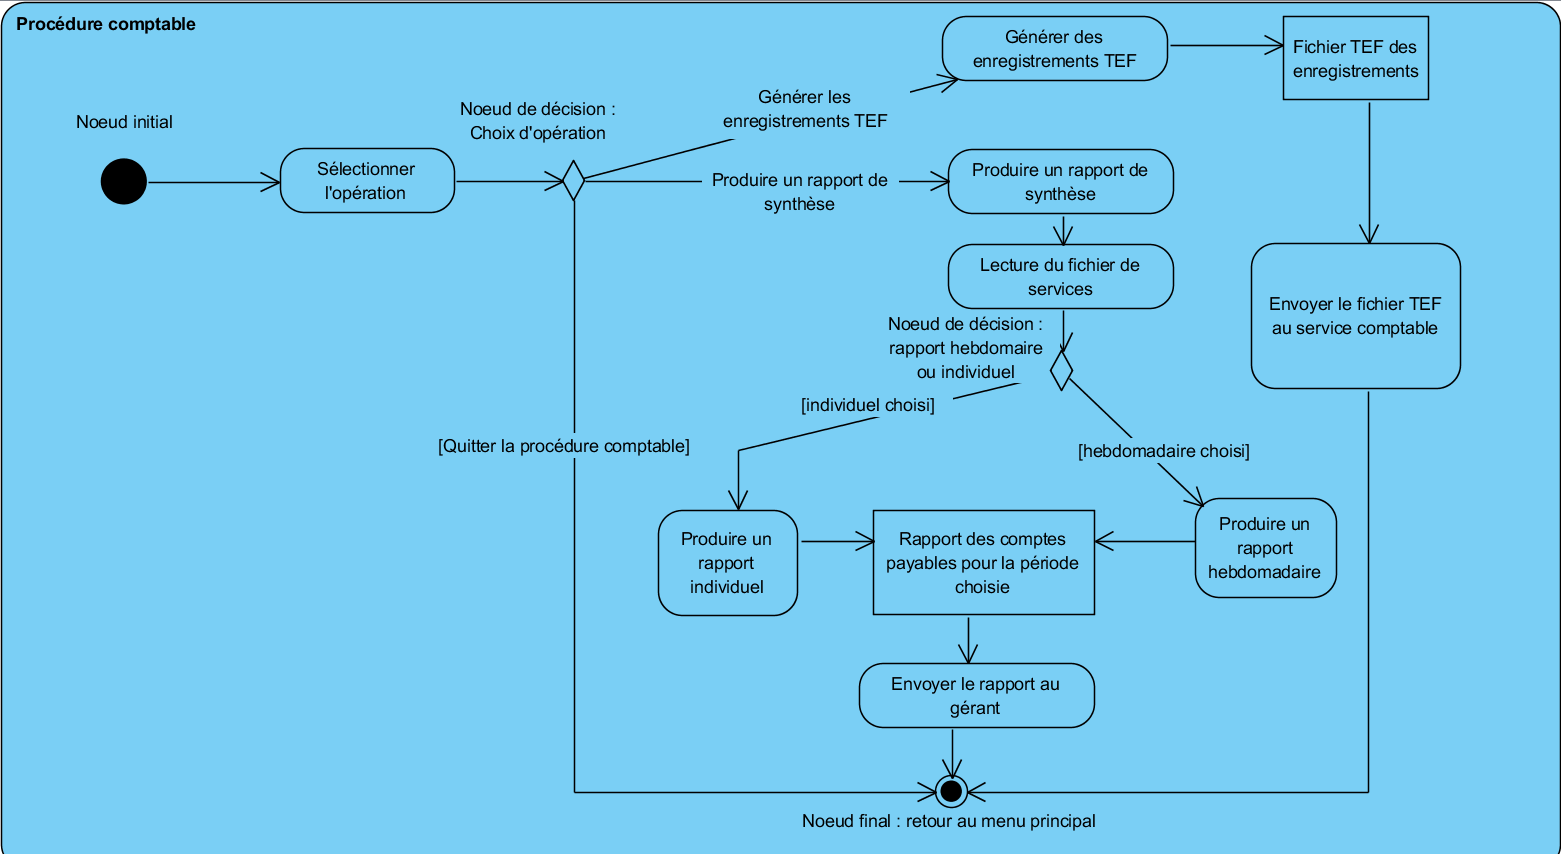 Procédure comptable
Noeud initial
Sélectionner
l'opération
Noeud de décision :
Choix d'opération
Générer les
enregistrements TEF
Générer des
enregistrements TEF
Fichier TEF des
enregistrements
Produire un rapport de
synthèse
Produire un rapport de
synthèse
Lecture du fichier de
services
Envoyer le fichier TEF
au service comptable
Noeud de décision :
rapport hebdomaire
ou individuel
[individuel choisi]
[Quitter la procédure comptable]
[hebdomadaire choisi]
Produire un
rapport
individuel
Rapport des comptes
payables pour la période
choisie
Produire un
rapport
hebdomadaire
Envoyer le rapport au
gérant
Noeud final : retour au menu principal